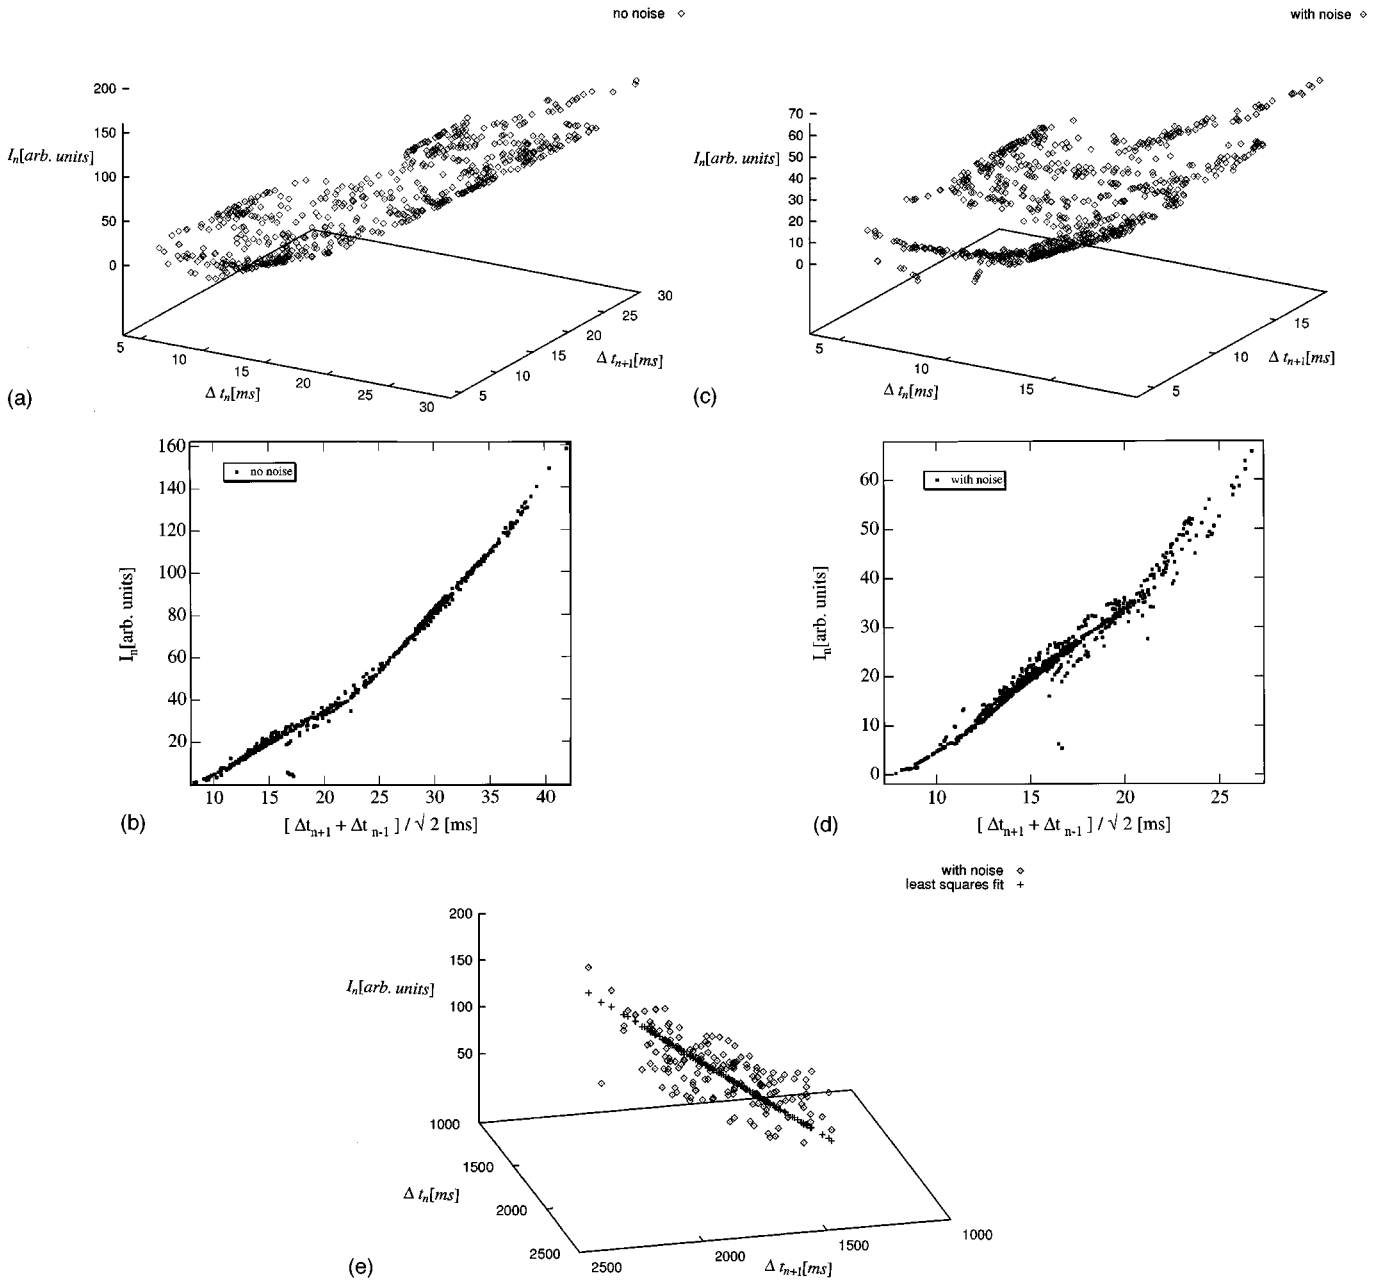 no noise ◇
200
150
I_n[arb. units]
100
50
0
5
10
15
20
25
30
Δ t_n[ms]
5
10
15
20
25
30
Δ t_{n+1}[ms]
(a)
with noise ◇
70
60
I_n[arb. units]
50
40
30
20
10
0
5
10
15
Δ t_n[ms]
5
10
15
Δ t_{n+1}[ms]
(c)
160
140
120
100
80
60
40
20
I_n[arb. units]
no noise
10 15 20 25 30 35 40
[ Δt_{n+1} + Δt_{n-1} ] / √ 2 [ms]
(b)
60
50
40
30
20
10
0
I_n[arb. units]
with noise
10 15 20 25
[ Δt_{n+1} + Δt_{n-1} ] / √ 2 [ms]
(d)
with noise ◇
least squares fit +
200
150
I_n[arb. units]
100
50
1000
1500
Δ t_n[ms]
2000
2500
2500
2000
1500
1000
Δ t_{n+1}[ms]
(e)